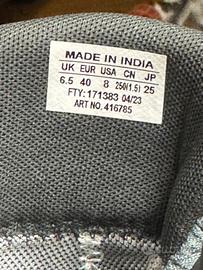 MADE IN INDIA
UK EUR USA CN JP
6.5 40 8 250(1.5) 25
FTY: 171383 04/23
ART NO. 416785